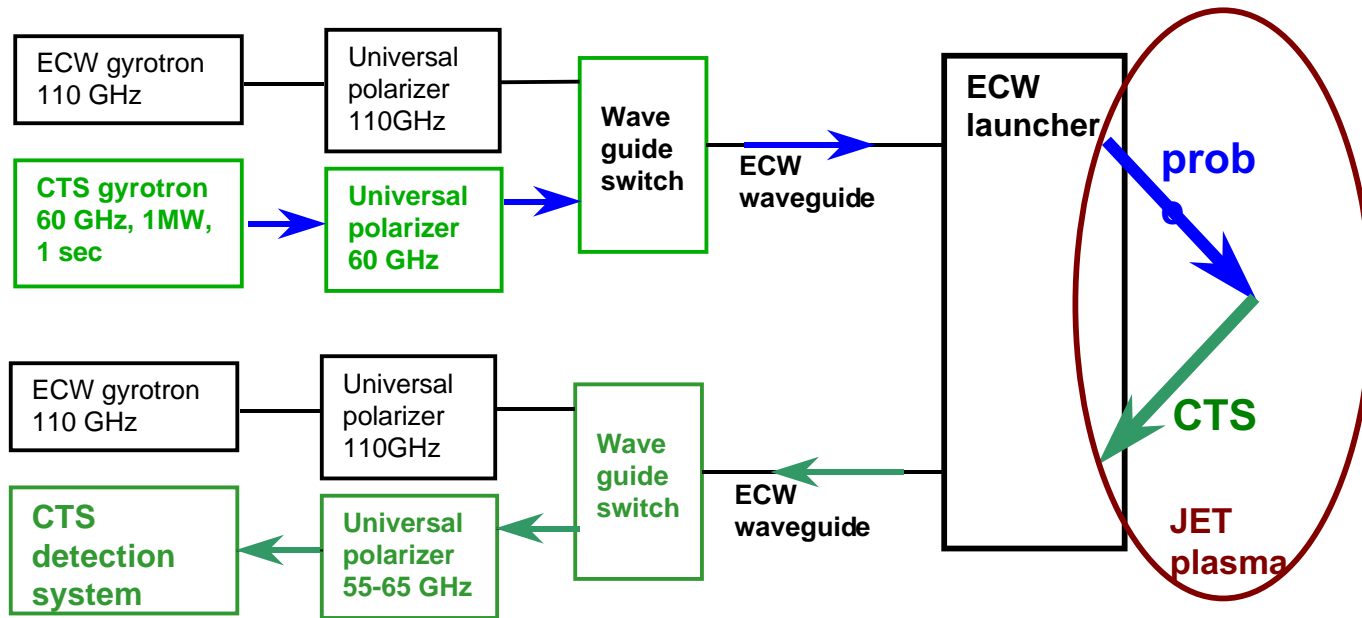 ECW gyrotron
110 GHz
Universal
polarizer
110GHz
Wave
guide
switch
ECW
launcher
CTS gyrotron
60 GHz, 1MW,
1 sec
Universal
polarizer
60 GHz
ECW
waveguide
prob
ECW gyrotron
110 GHz
Universal
polarizer
110GHz
Wave
guide
switch
CTS
CTS
detection
system
Universal
polarizer
55-65 GHz
ECW
waveguide
JET
plasma